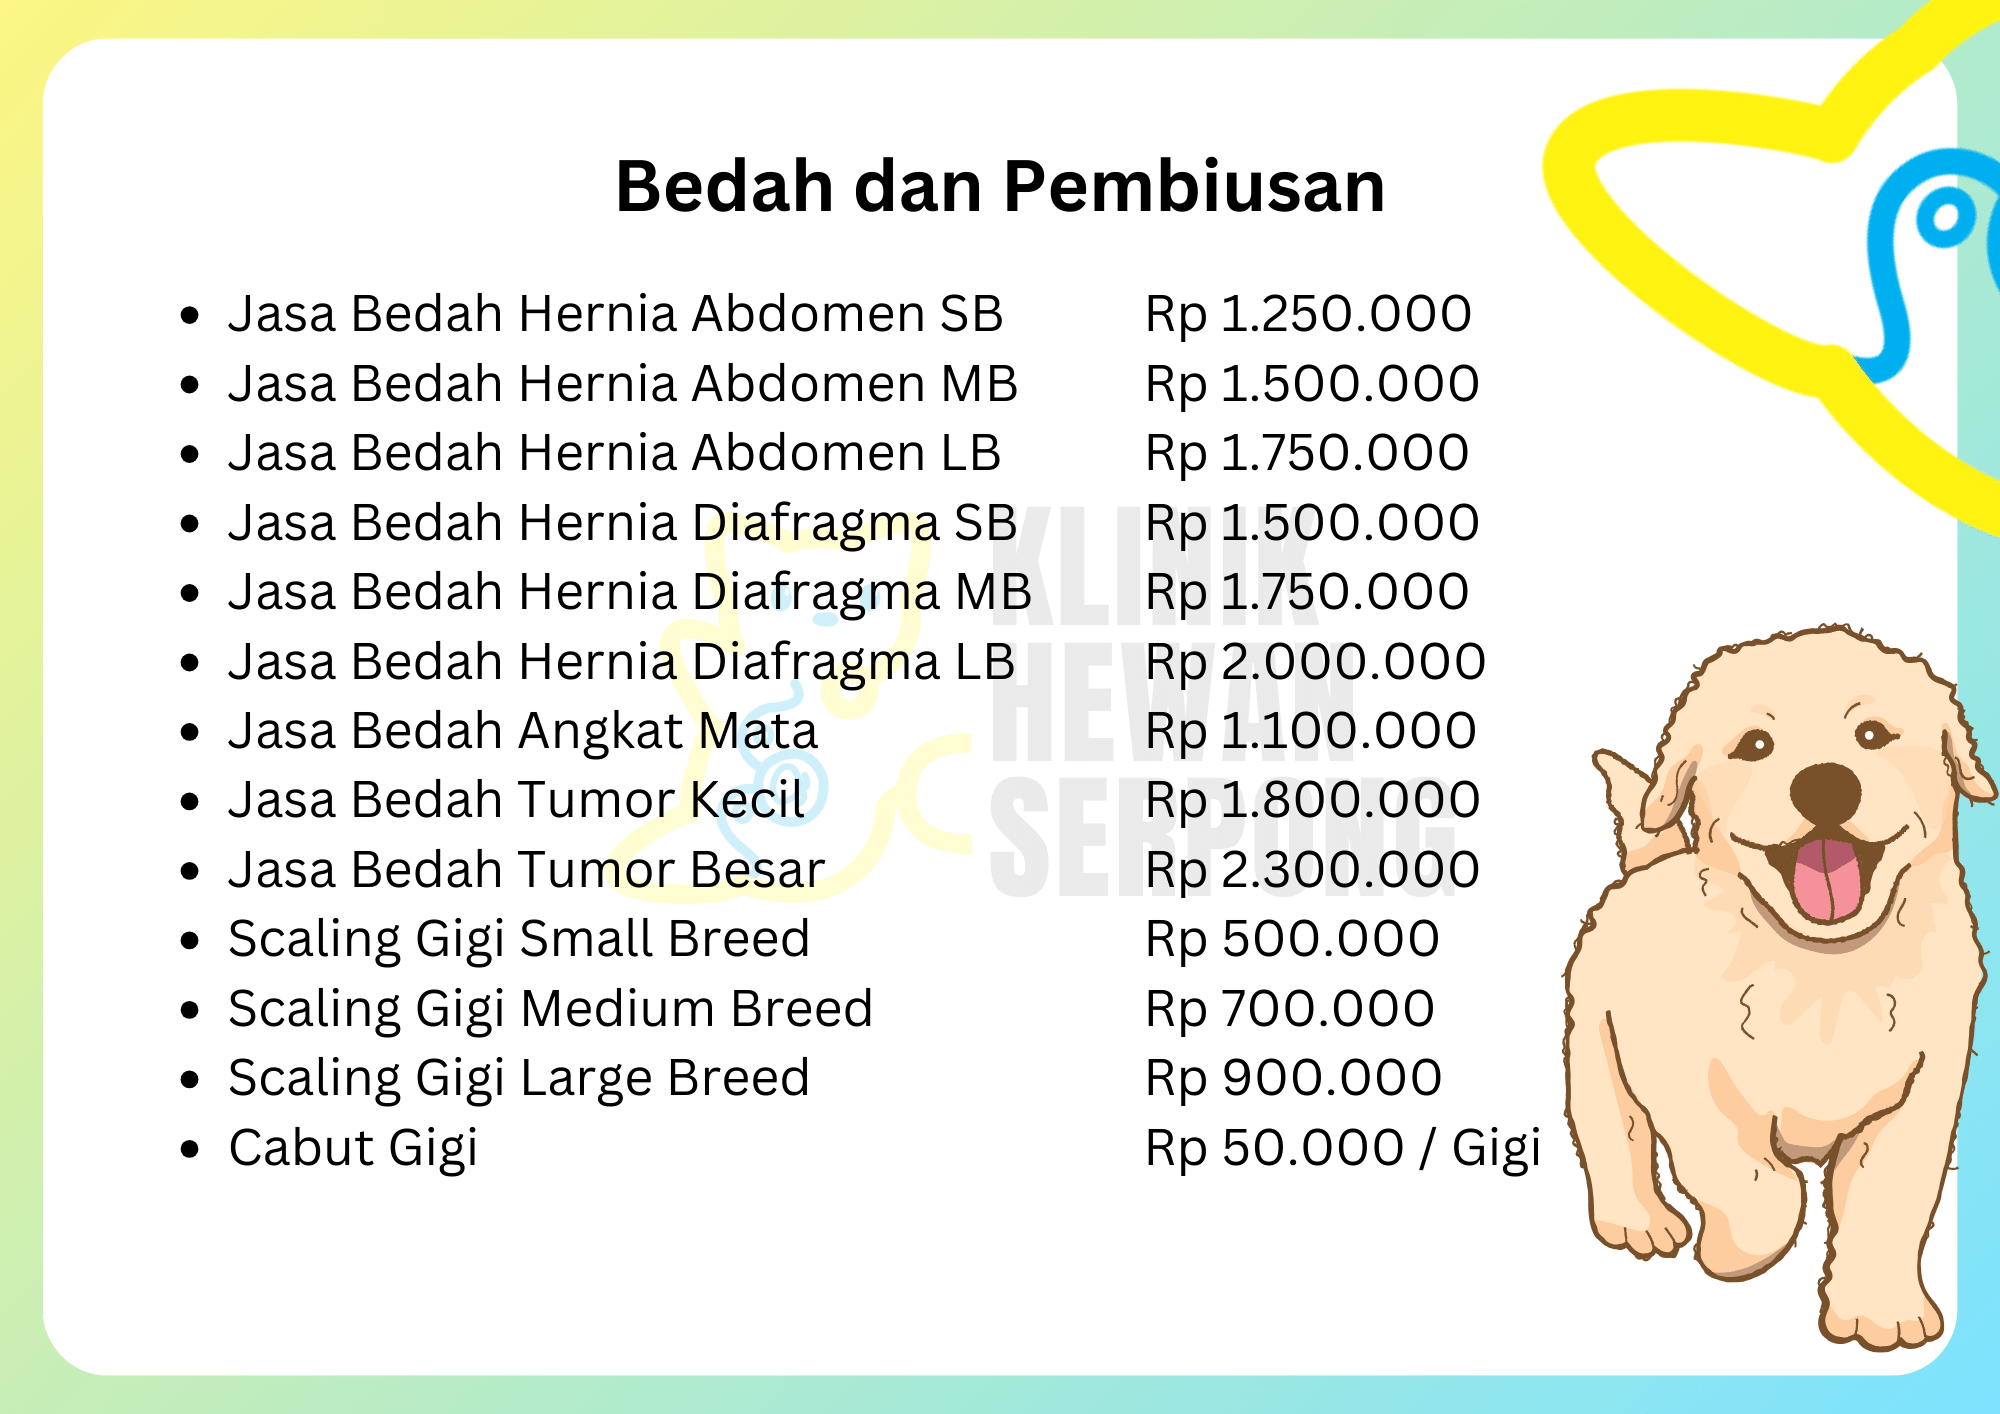 Bedah dan Pembiusan
Jasa Bedah Hernia Abdomen SB Rp 1.250.000
Jasa Bedah Hernia Abdomen MB Rp 1.500.000
Jasa Bedah Hernia Abdomen LB Rp 1.750.000
Jasa Bedah Hernia Diafragma SB Rp 1.500.000
Jasa Bedah Hernia Diafragma MB Rp 1.750.000
Jasa Bedah Hernia Diafragma LB Rp 2.000.000
Jasa Bedah Angkat Mata Rp 1.100.000
Jasa Bedah Tumor Kecil Rp 1.800.000
Jasa Bedah Tumor Besar Rp 2.300.000
Scaling Gigi Small Breed Rp 500.000
Scaling Gigi Medium Breed Rp 700.000
Scaling Gigi Large Breed Rp 900.000
Cabut Gigi Rp 50.000 / Gigi
KLINIK
HEWAN
SERPONG